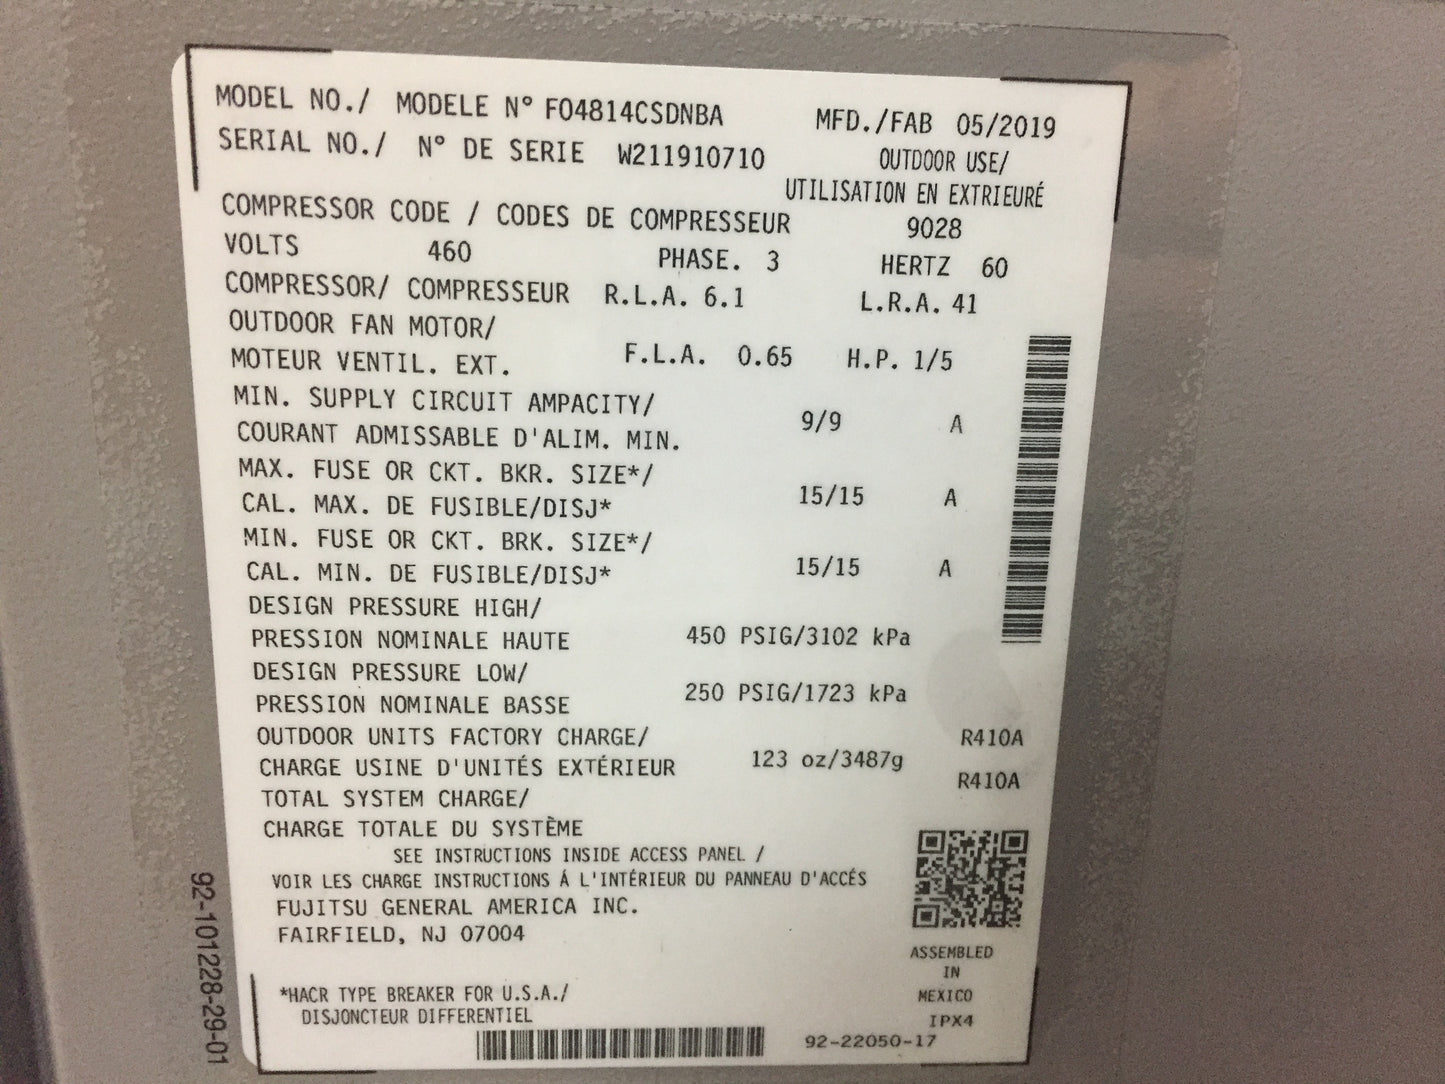 MODEL NO./ MODELE N° FO4814CSDNBA MFD./FAB 05/2019
SERIAL NO./ N° DE SERIE W211910710 OUTDOOR USE/
UTILISATION EN EXTRIEURÉ
COMPRESSOR CODE / CODES DE COMPRESSEUR 9028
VOLTS 460 PHASE. 3 HERTZ 60
COMPRESSOR/ COMPRESSEUR R.L.A. 6.1 L.R.A. 41
OUTDOOR FAN MOTOR/
MOTEUR VENTIL. EXT. F.L.A. 0.65 H.P. 1/5
MIN. SUPPLY CIRCUIT AMPACITY/
COURANT ADMISSABLE D'ALIM. MIN. 9/9 A
MAX. FUSE OR CKT. BKR. SIZE*/
CAL. MAX. DE FUSIBLE/DISJ* 15/15 A
MIN. FUSE OR CKT. BRK. SIZE*/
CAL. MIN. DE FUSIBLE/DISJ* 15/15 A
DESIGN PRESSURE HIGH/
PRESSION NOMINALE HAUTE 450 PSIG/3102 kPa
DESIGN PRESSURE LOW/
PRESSION NOMINALE BASSE 250 PSIG/1723 kPa
OUTDOOR UNITS FACTORY CHARGE/ R410A
CHARGE USINE D'UNITÉS EXTÉRIEUR 123 oz/3487g
TOTAL SYSTEM CHARGE/ R410A
CHARGE TOTALE DU SYSTÈME
SEE INSTRUCTIONS INSIDE ACCESS PANEL /
VOIR LES CHARGE INSTRUCTIONS Á L'INTÉRIEUR DU PANNEAU D'ACCÉS
FUJITSU GENERAL AMERICA INC.
FAIRFIELD, NJ 07004
ASSEMBLED
IN
MEXICO
IPX4
*HACR TYPE BREAKER FOR U.S.A./
DISJONCTEUR DIFFERENTIEL
92-22050-17
92-101228-29-01